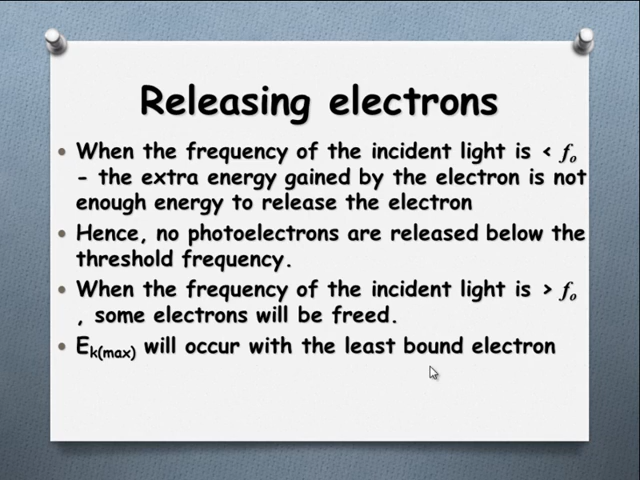 Releasing electrons
• When the frequency of the incident light is < fₒ
- the extra energy gained by the electron is not
enough energy to release the electron
• Hence, no photoelectrons are released below the
threshold frequency.
• When the frequency of the incident light is > fₒ
, some electrons will be freed.
• Eₖ₍ₘₐₓ₎ will occur with the least bound electron